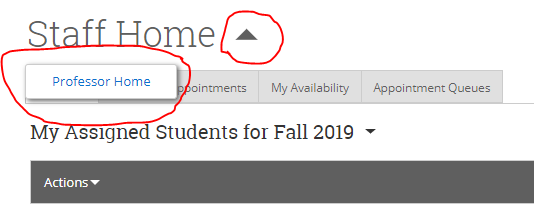 Staff Home
Professor Home
ppointments My Availability Appointment Queues
My Assigned Students for Fall 2019
Actions